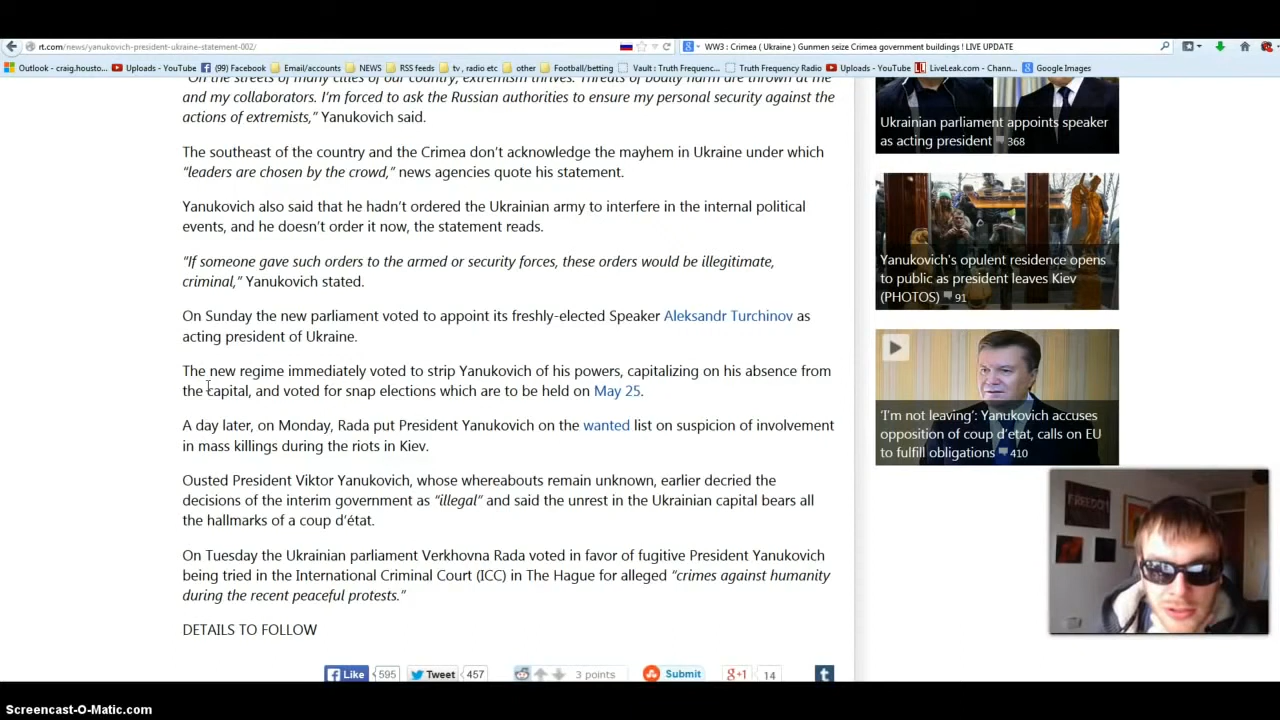 rt.com/news/yanukovich-president-ukraine-statement-002/
WW3 : Crimea ( Ukraine ) Gunmen seize Crimea government buildings ! LIVE UPDATE
Outlook - craig.housto... Uploads - YouTube (99) Facebook Email/accounts NEWS RSS feeds tv , radio etc other Football/betting Vault : Truth Frequenc... Truth Frequency Radio Uploads - YouTube LiveLeak.com - Chann... Google Images
"On the streets of many cities of our country, extremism thrives. Threats of bodily harm are thrown at me
and my collaborators. I'm forced to ask the Russian authorities to ensure my personal security against the
actions of extremists," Yanukovich said.
The southeast of the country and the Crimea don't acknowledge the mayhem in Ukraine under which
"leaders are chosen by the crowd," news agencies quote his statement.
Yanukovich also said that he hadn't ordered the Ukrainian army to interfere in the internal political
events, and he doesn't order it now, the statement reads.
"If someone gave such orders to the armed or security forces, these orders would be illegitimate,
criminal," Yanukovich stated.
On Sunday the new parliament voted to appoint its freshly-elected Speaker Aleksandr Turchinov as
acting president of Ukraine.
The new regime immediately voted to strip Yanukovich of his powers, capitalizing on his absence from
the capital, and voted for snap elections which are to be held on May 25.
A day later, on Monday, Rada put President Yanukovich on the wanted list on suspicion of involvement
in mass killings during the riots in Kiev.
Ousted President Viktor Yanukovich, whose whereabouts remain unknown, earlier decried the
decisions of the interim government as "illegal" and said the unrest in the Ukrainian capital bears all
the hallmarks of a coup d'état.
On Tuesday the Ukrainian parliament Verkhovna Rada voted in favor of fugitive President Yanukovich
being tried in the International Criminal Court (ICC) in The Hague for alleged "crimes against humanity
during the recent peaceful protests."
DETAILS TO FOLLOW
Like 595 Tweet 457 3 points Submit g+1 14 t
Ukrainian parliament appoints speaker
as acting president 368
Yanukovich's opulent residence opens
to public as president leaves Kiev
(PHOTOS) 91
'I'm not leaving': Yanukovich accuses
opposition of coup d'etat, calls on EU
to fulfill obligations 410
FREEDOM
Screencast-O-Matic.com